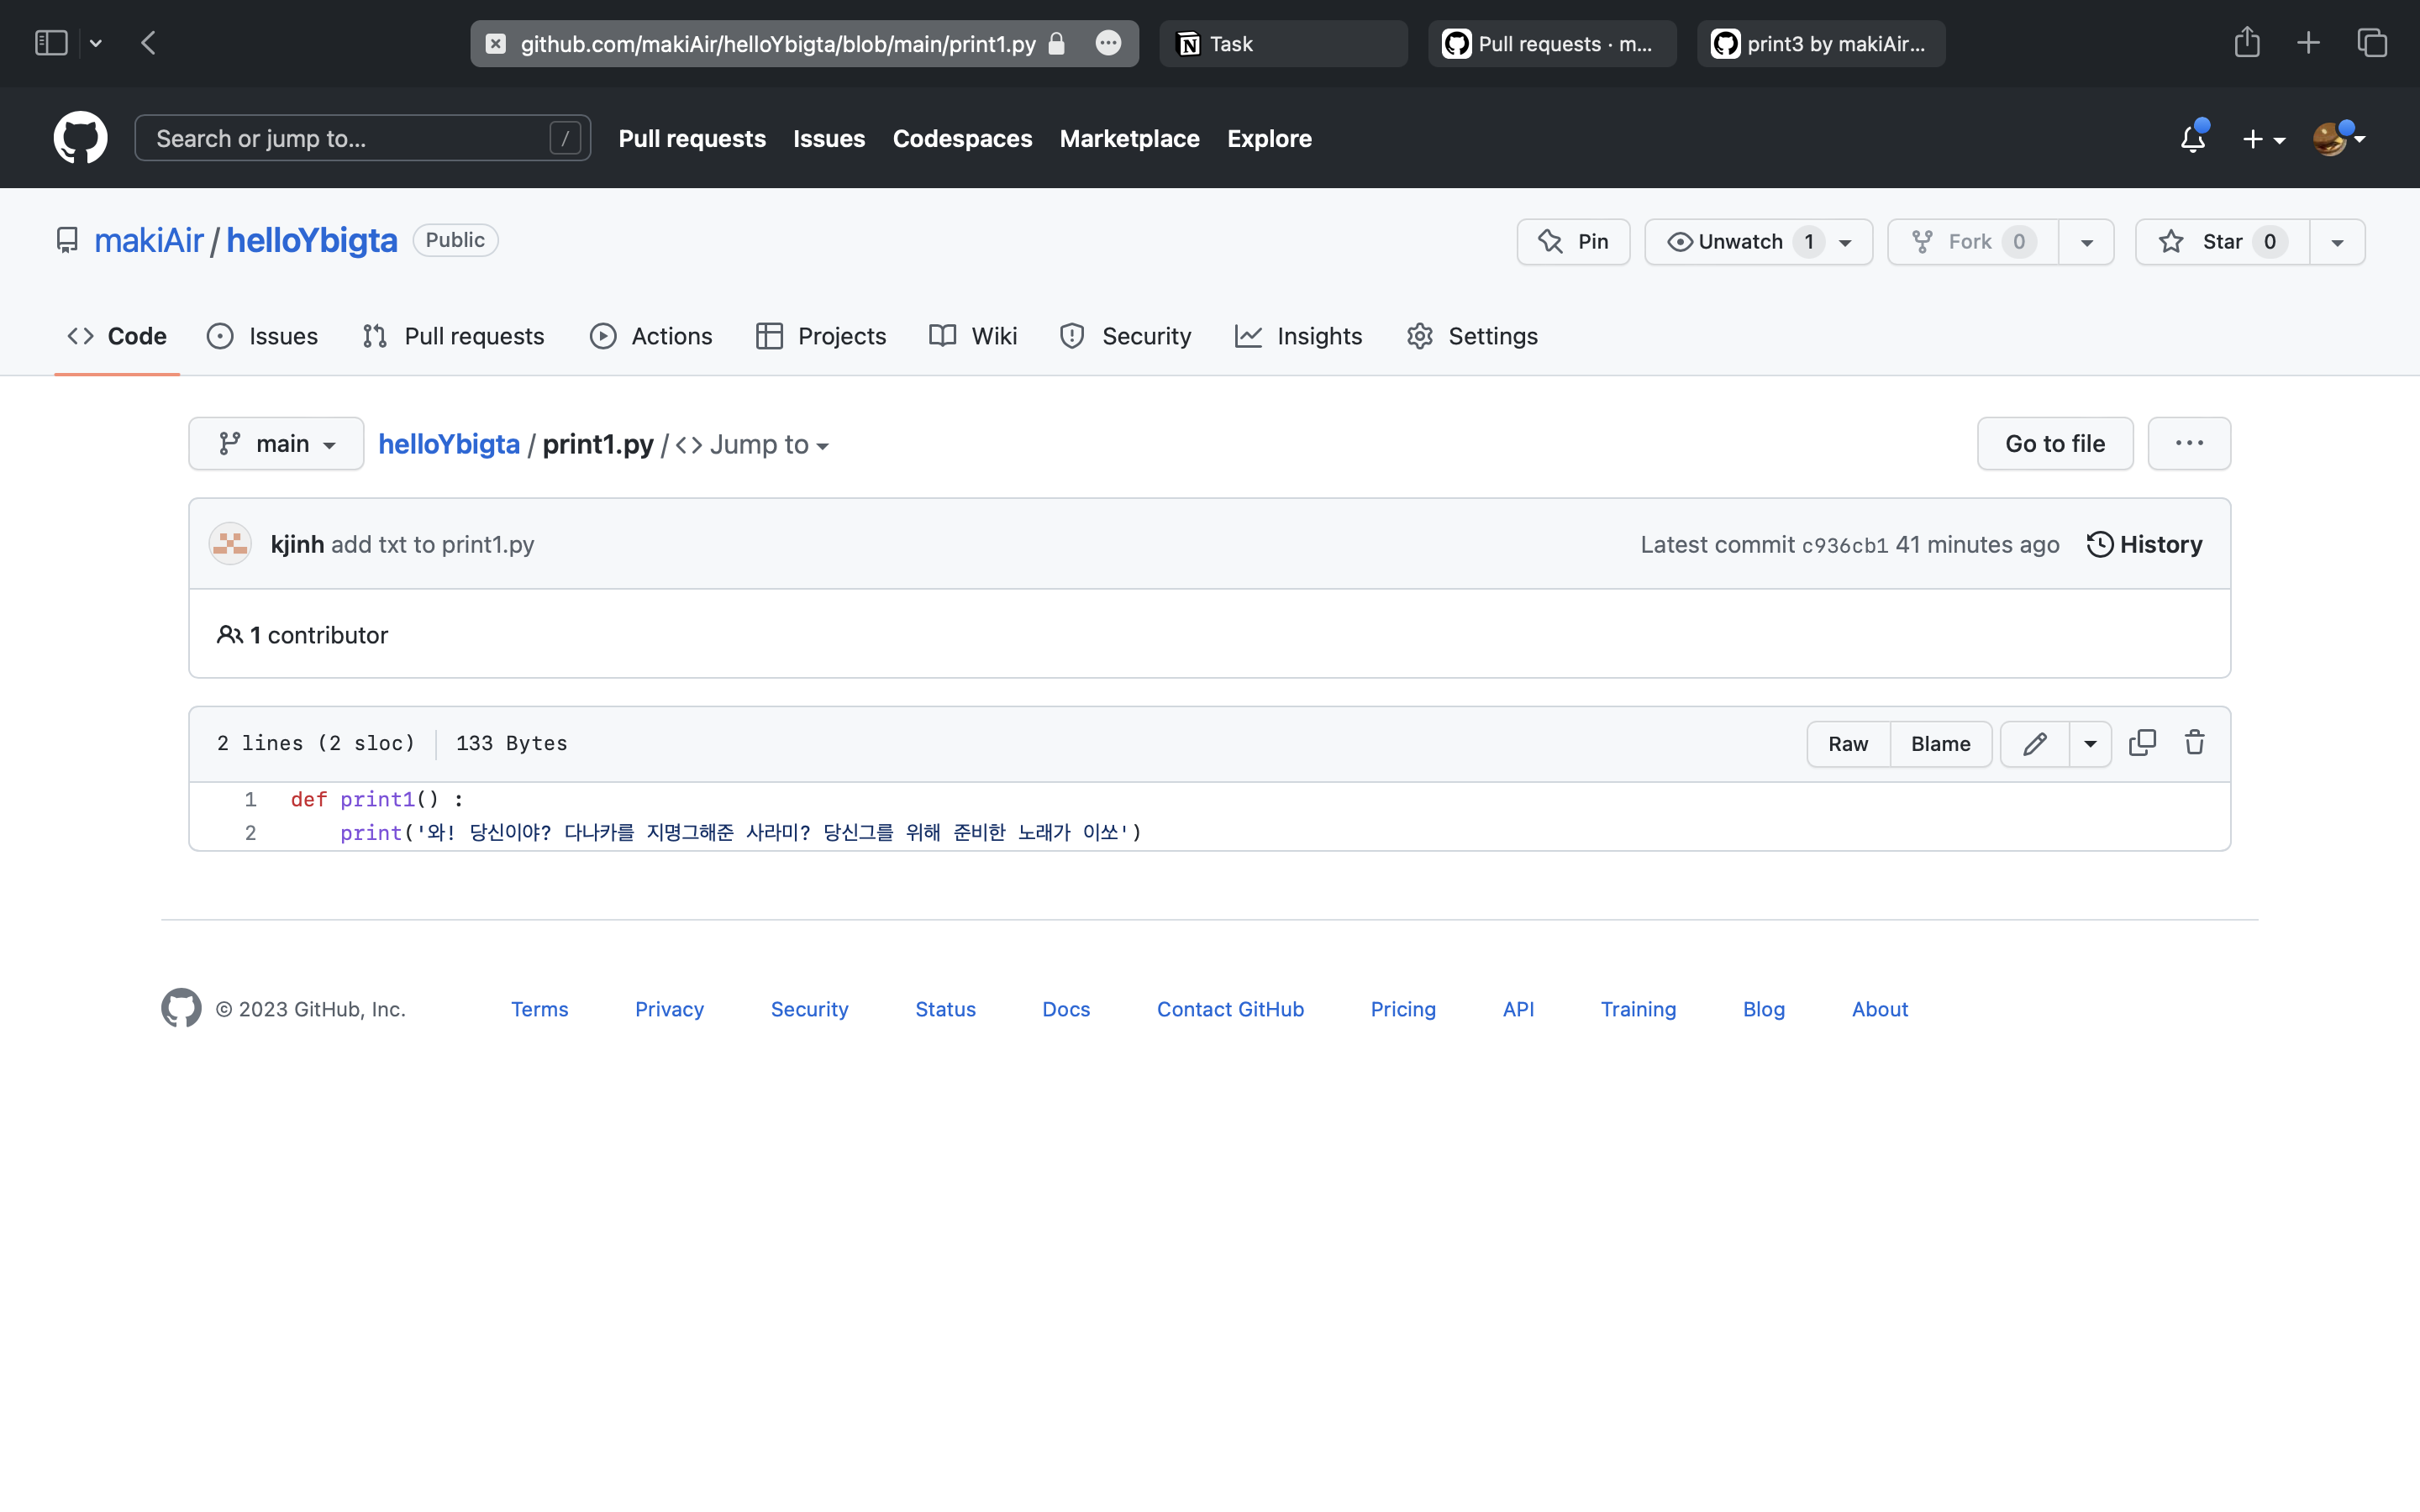 github.com/makiAir/helloYbigta/blob/main/print1.py Task Pull requests · m... print3 by makiAir...
Search or jump to... / Pull requests Issues Codespaces Marketplace Explore
makiAir / helloYbigta Public Pin Unwatch 1 Fork 0 Star 0
Code Issues Pull requests Actions Projects Wiki Security Insights Settings
main helloYbigta / print1.py / <> Jump to Go to file ...
kjinh add txt to print1.py Latest commit c936cb1 41 minutes ago History
1 contributor
2 lines (2 sloc) 133 Bytes Raw Blame
1 def print1() :
2 print('와! 당신이야? 다나카를 지명그해준 사라미? 당신그를 위해 준비한 노래가 이쏘')
© 2023 GitHub, Inc. Terms Privacy Security Status Docs Contact GitHub Pricing API Training Blog About